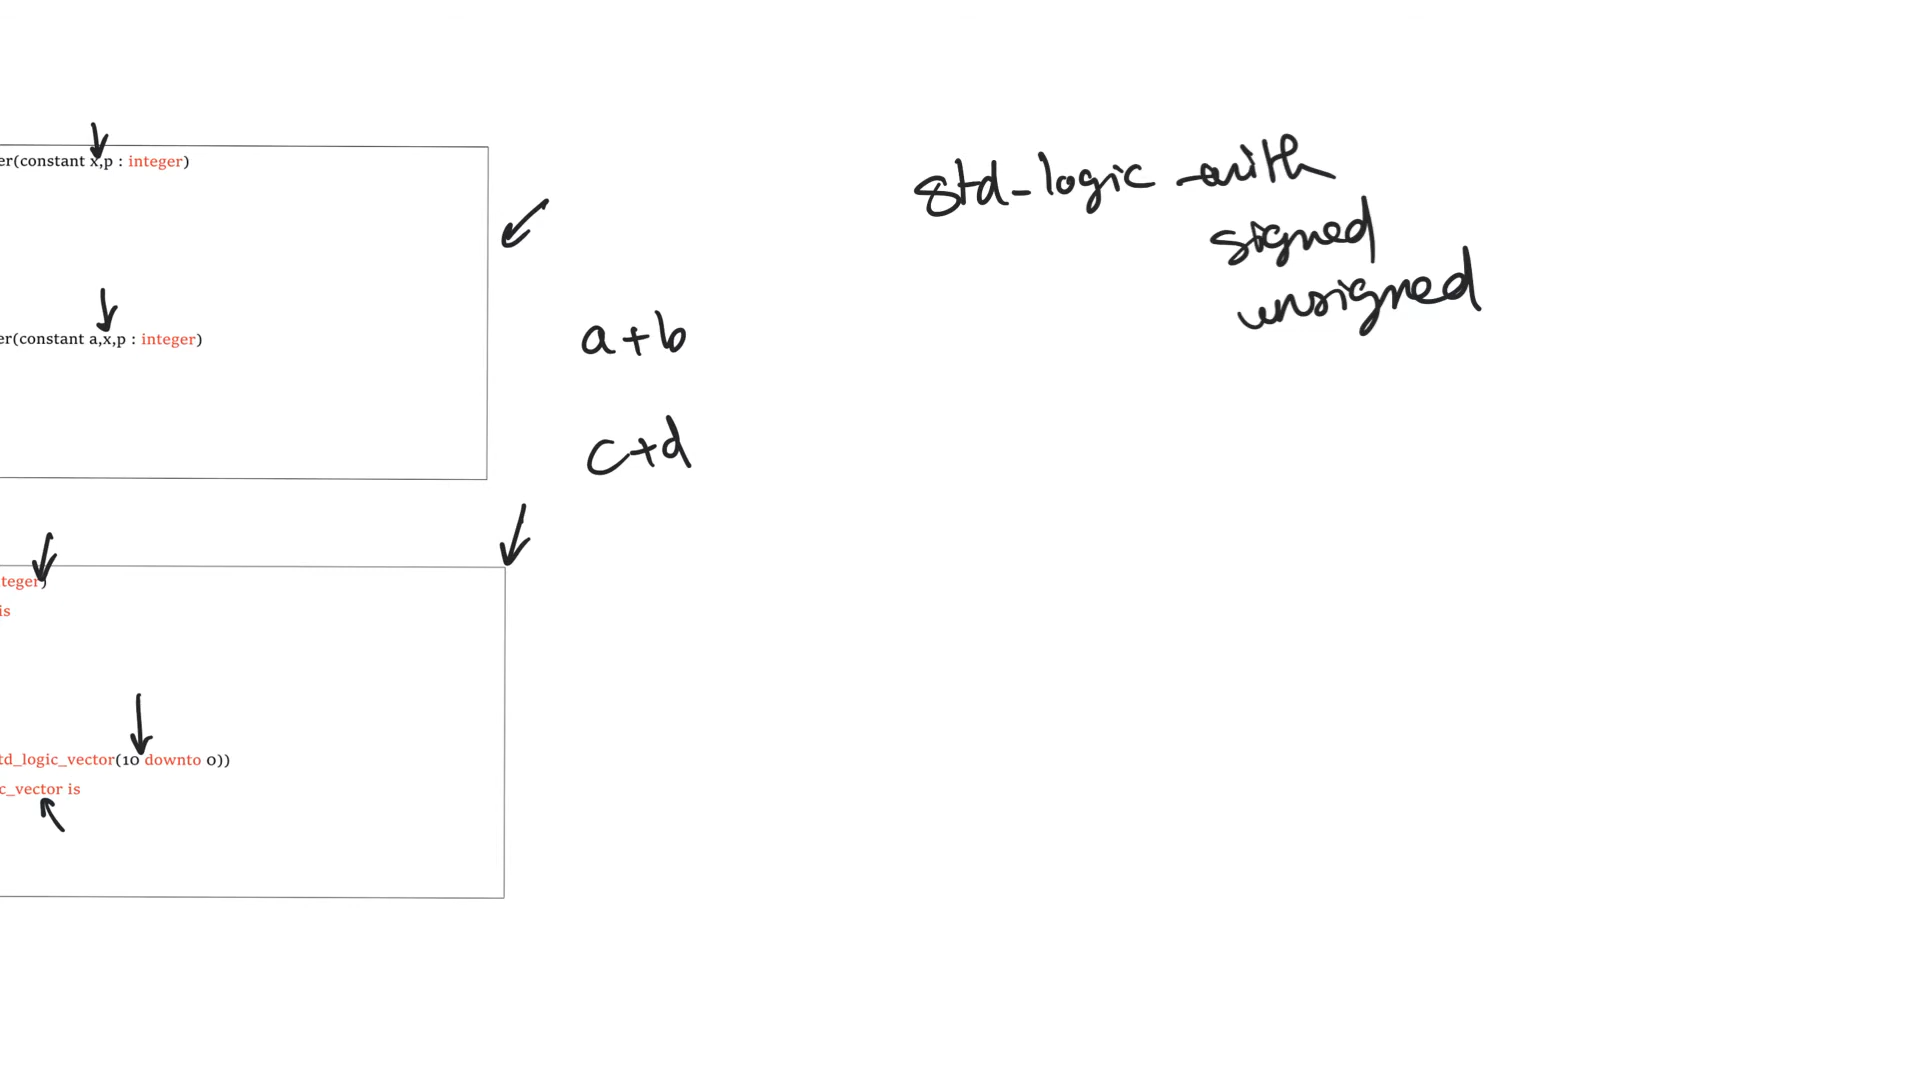 er(constant x,p : integer)
er(constant a,x,p : integer)
teger)
is
td_logic_vector(10 downto 0))
c_vector is
a+b
c+d
std_logic_arith
signed
unsigned